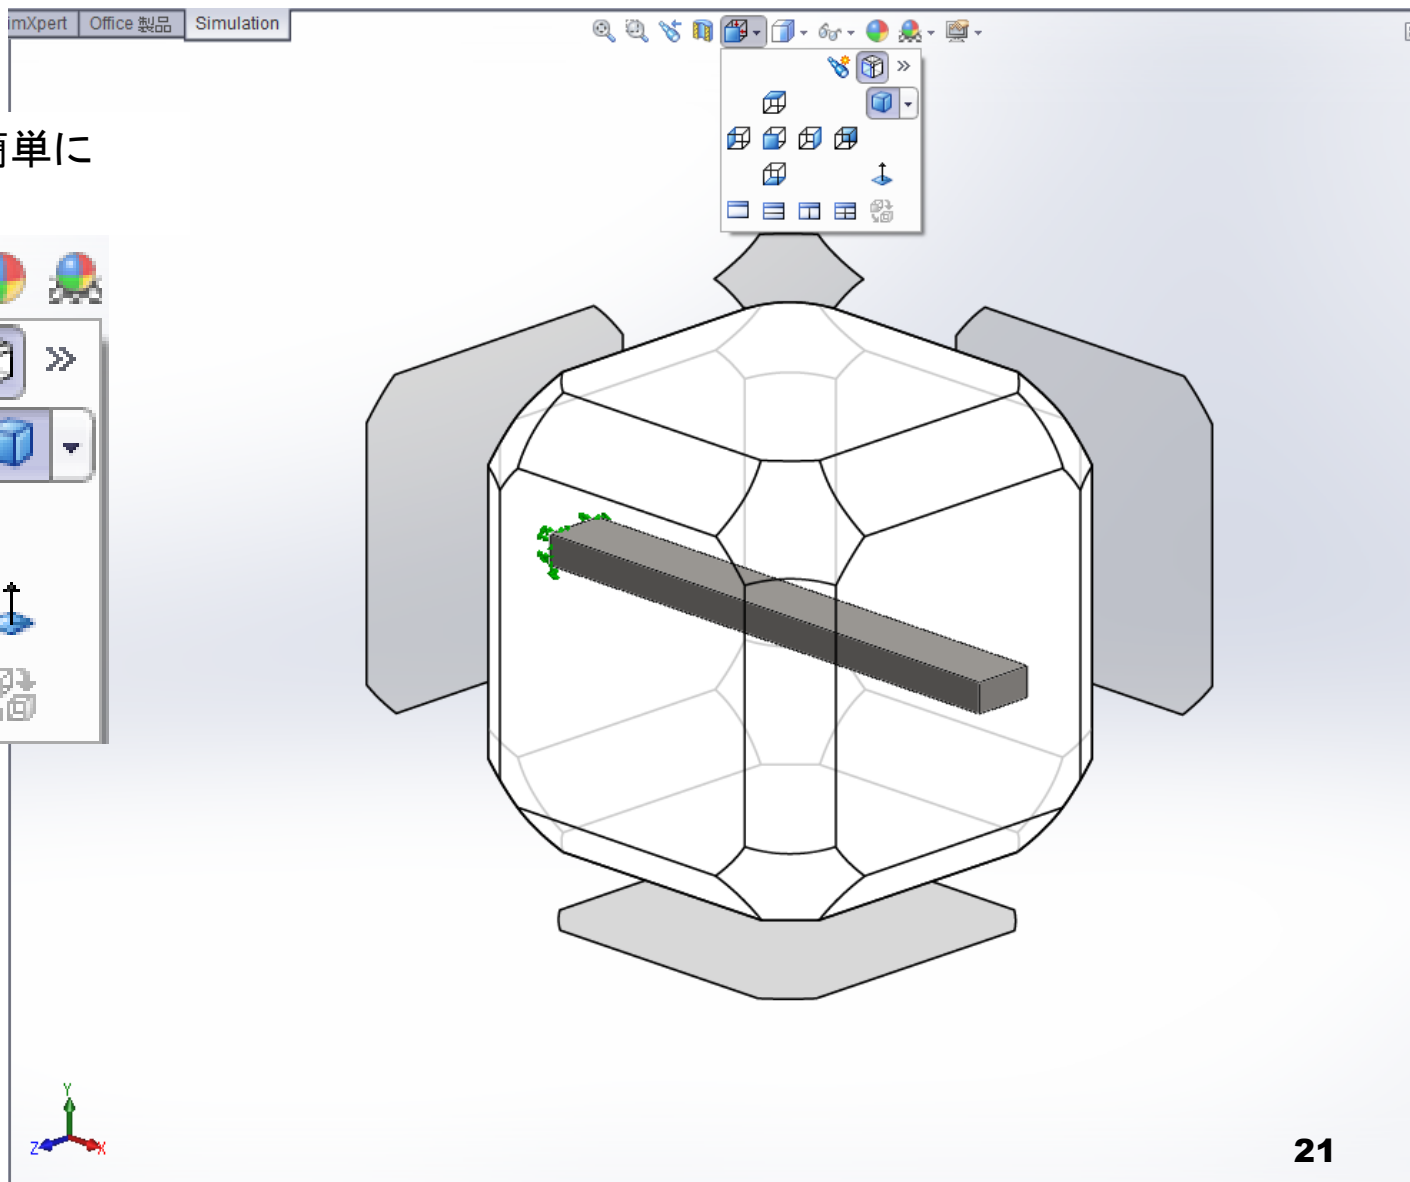 imXpert Office 製品 Simulation
単に
Y
Z X
21